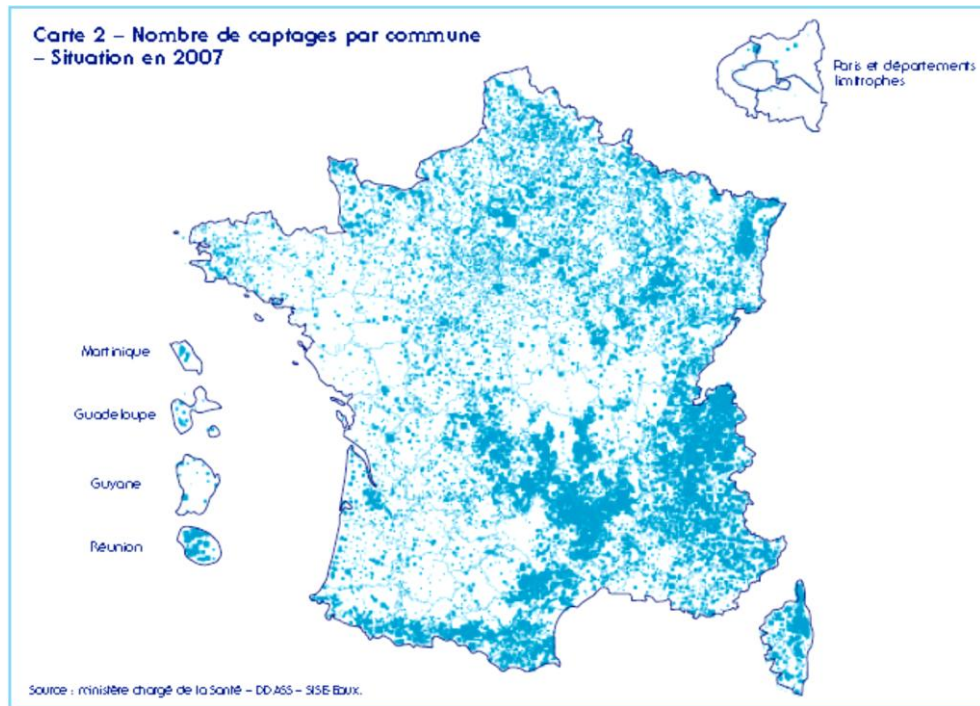 Carte 2 – Nombre de captages par commune
– Situation en 2007
Paris et départements
limitrophes
Martinique
Guadeloupe
Guyane
Réunion
Source : ministère chargé de la Santé – DDASS – SISE-Eaux.